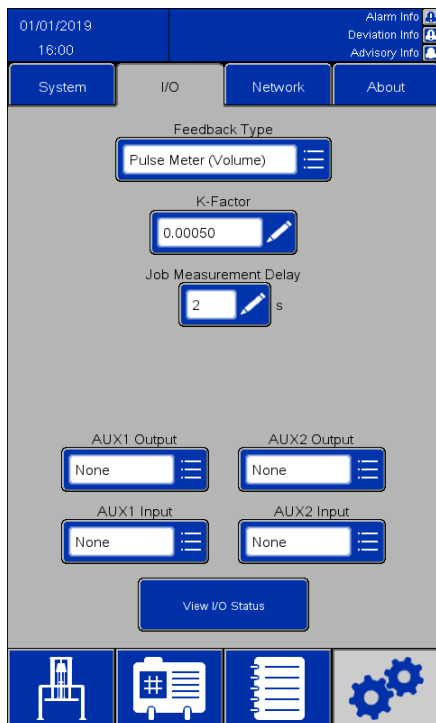 01/01/2019
16:00
Alarm Info
Deviation Info
Advisory Info
System
I/O
Network
About
Feedback Type
Pulse Meter (Volume)
K-Factor
0.00050
Job Measurement Delay
2
s
AUX1 Output
AUX2 Output
None
None
AUX1 Input
AUX2 Input
None
None
View I/O Status
#